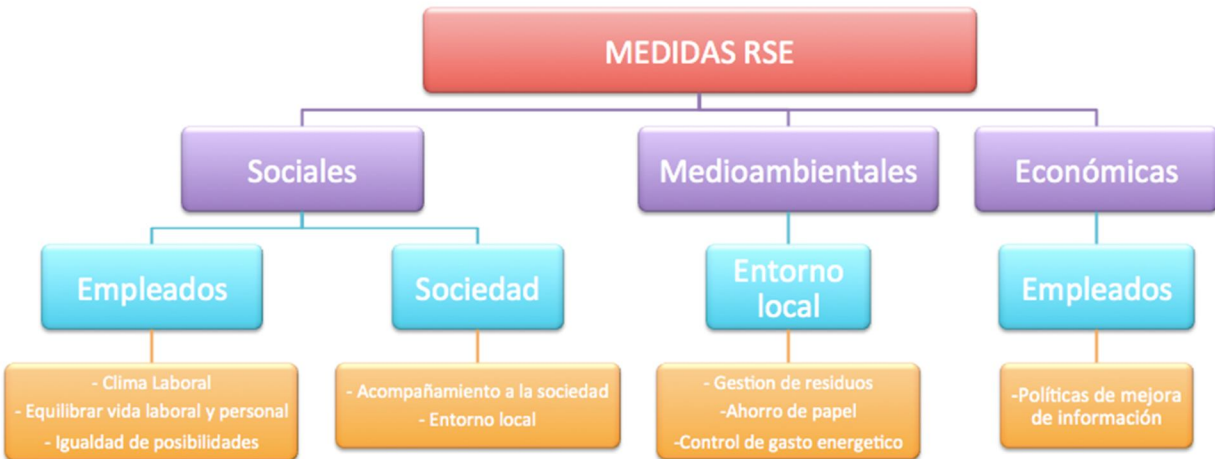 MEDIDAS RSE
Sociales
Medioambientales
Económicas
Empleados
Sociedad
Entorno
local
Empleados
- Clima Laboral
- Equilibrar vida laboral y personal
- Igualdad de posibilidades
- Acompañamiento a la sociedad
- Entorno local
- Gestion de residuos
-Ahorro de papel
-Control de gasto energetico
-Políticas de mejora
de información